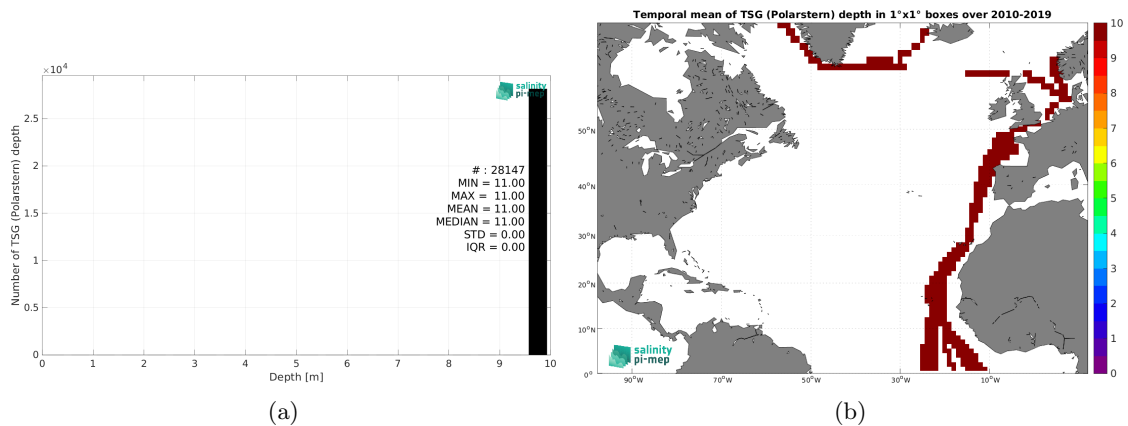 ×10⁴
2.5
2
1.5
1
0.5
0
Number of TSG (Polarstern) depth
salinity
pi-mep
# : 28147
MIN = 11.00
MAX = 11.00
MEAN = 11.00
MEDIAN = 11.00
STD = 0.00
IQR = 0.00
0 1 2 3 4 5 6 7 8 9 10
Depth [m]
(a)
Temporal mean of TSG (Polarstern) depth in 1°x1° boxes over 2010-2019
50°N
40°N
30°N
20°N
10°N
0°
90°W 70°W 50°W 30°W 10°W
salinity
pi-mep
10
9
8
7
6
5
4
3
2
1
0
(b)